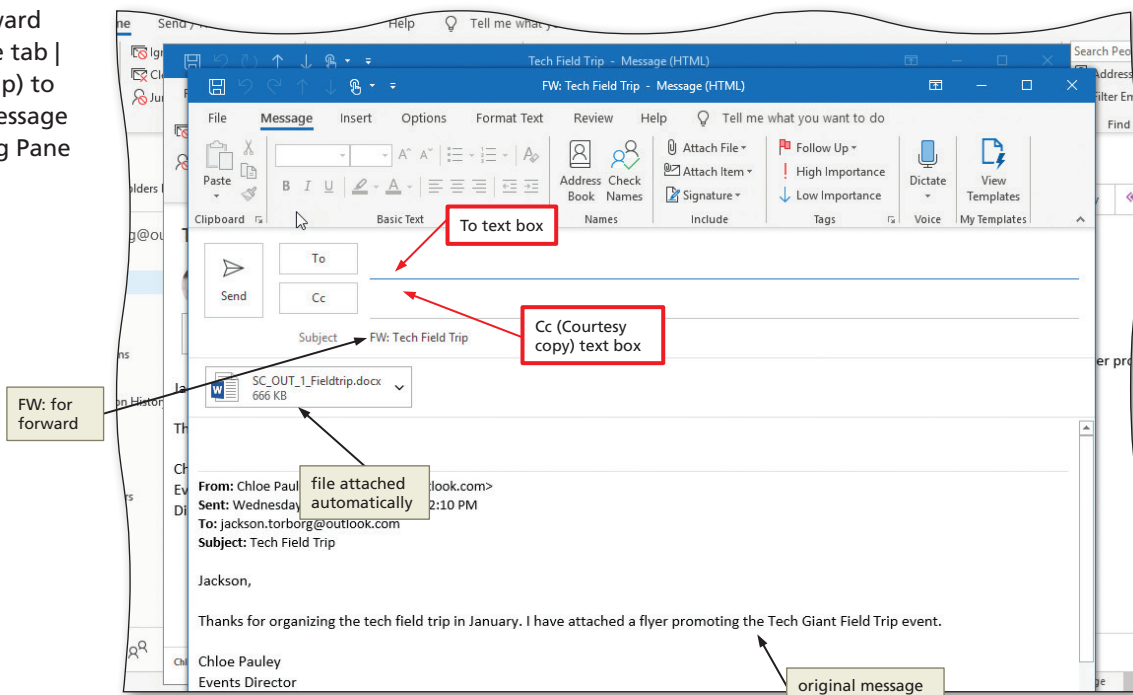 ward
e tab |
p) to
essage
g Pane
ne Send / Help Tell me what
Search Peo
Address
Filter Em
Find
Tech Field Trip - Message (HTML)
FW: Tech Field Trip - Message (HTML)
File Message Insert Options Format Text Review Help Tell me what you want to do
Paste
B I U A
Address Book
Check Names
Attach File
Attach Item
Signature
Follow Up
High Importance
Low Importance
Dictate
View Templates
Clipboard Basic Text Names Include Tags Voice My Templates
To text box
Send
To
Cc
Cc (Courtesy
copy) text box
Subject FW: Tech Field Trip
SC_OUT_1_Fieldtrip.docx
666 KB
FW: for
forward
file attached
automatically
From: Chloe Paul look.com>
Sent: Wednesday 2:10 PM
To: jackson.torborg@outlook.com
Subject: Tech Field Trip
Jackson,
Thanks for organizing the tech field trip in January. I have attached a flyer promoting the Tech Giant Field Trip event.
Chloe Pauley
Events Director
original message